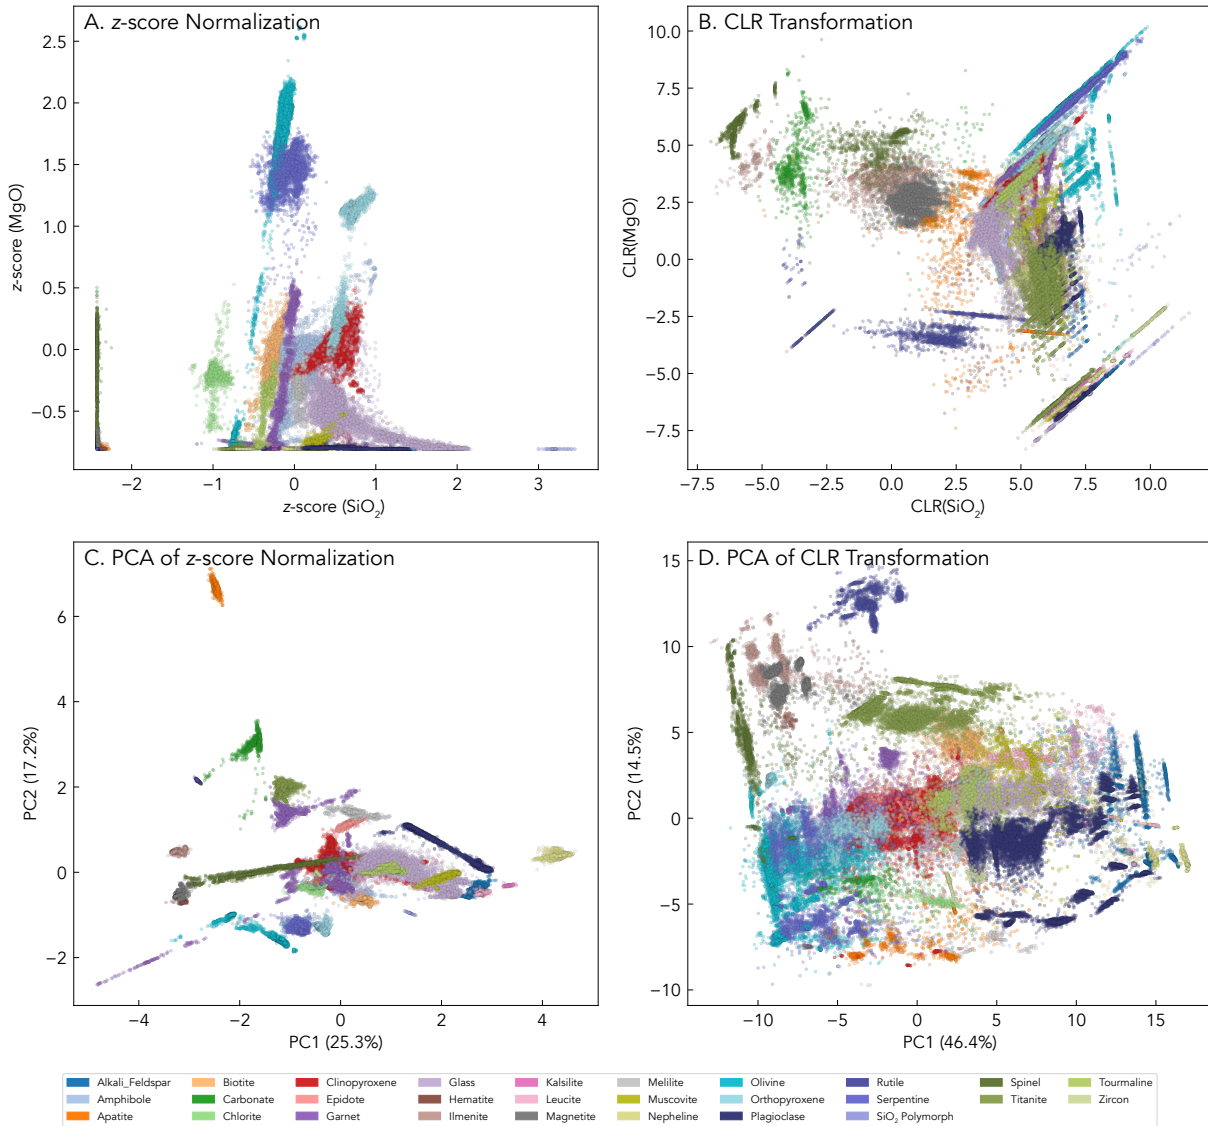 A. z-score Normalization
2.5
2.0
1.5
1.0
0.5
0.0
−0.5
z-score (MgO)
−2
−1
0
1
2
3
z-score (SiO₂)
B. CLR Transformation
10.0
7.5
5.0
2.5
0.0
−2.5
−5.0
−7.5
CLR(MgO)
−7.5
−5.0
−2.5
0.0
2.5
5.0
7.5
10.0
CLR(SiO₂)
C. PCA of z-score Normalization
6
4
2
0
−2
PC2 (17.2%)
−4
−2
0
2
4
PC1 (25.3%)
D. PCA of CLR Transformation
15
10
5
0
−5
−10
PC2 (14.5%)
−10
−5
0
5
10
15
PC1 (46.4%)
Alkali_Feldspar
Amphibole
Apatite
Biotite
Carbonate
Chlorite
Clinopyroxene
Epidote
Garnet
Glass
Hematite
Ilmenite
Kalsilite
Leucite
Magnetite
Melilite
Muscovite
Nepheline
Olivine
Orthopyroxene
Plagioclase
Rutile
Serpentine
SiO₂ Polymorph
Spinel
Titanite
Tourmaline
Zircon